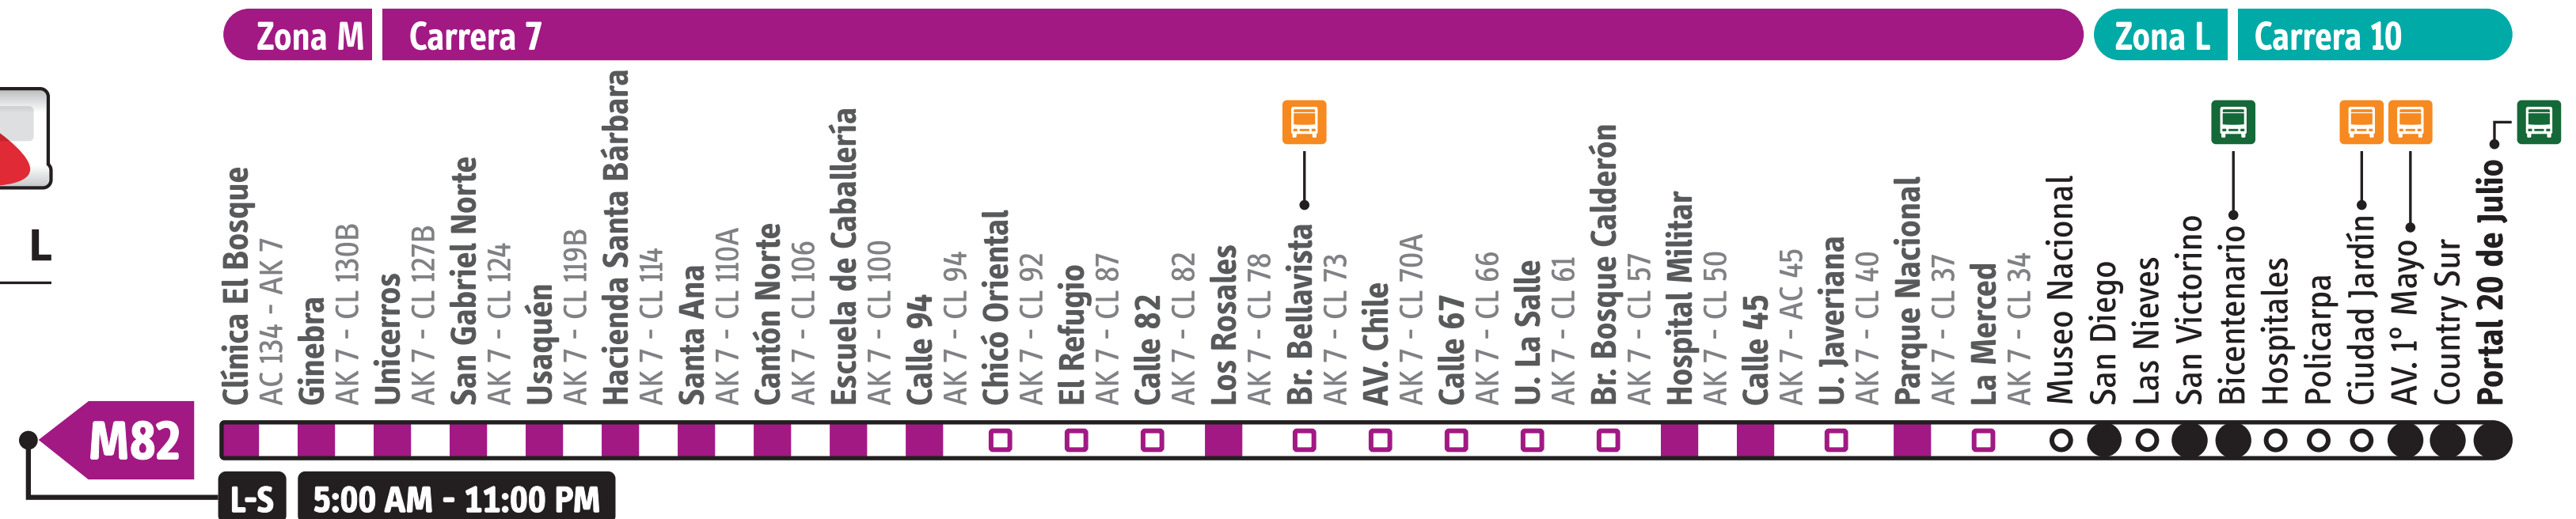 Zona M
Carrera 7
Zona L
Carrera 10
L
Clínica El Bosque
AC 134 - AK 7
Ginebra
AK 7 - CL 130B
Unicerros
AK 7 - CL 127B
San Gabriel Norte
AK 7 - CL 124
Usaquén
AK 7 - CL 119B
Hacienda Santa Bárbara
AK 7 - CL 114
Santa Ana
AK 7 - CL 110A
Cantón Norte
AK 7 - CL 106
Escuela de Caballería
AK 7 - CL 100
Calle 94
AK 7 - CL 94
Chicó Oriental
AK 7 - CL 92
El Refugio
AK 7 - CL 87
Calle 82
AK 7 - CL 82
Los Rosales
AK 7 - CL 78
Br. Bellavista
AK 7 - CL 73
AV. Chile
AK 7 - CL 70A
Calle 67
AK 7 - CL 66
U. La Salle
AK 7 - CL 61
Br. Bosque Calderón
AK 7 - CL 57
Hospital Militar
AK 7 - CL 50
Calle 45
AK 7 - AC 45
U. Javeriana
AK 7 - CL 40
Parque Nacional
AK 7 - CL 37
La Merced
AK 7 - CL 34
Museo Nacional
San Diego
Las Nieves
San Victorino
Bicentenario
Hospitales
Policarpa
Ciudad Jardín
AV. 1º Mayo
Country Sur
Portal 20 de Julio
M82
L-S
5:00 AM - 11:00 PM